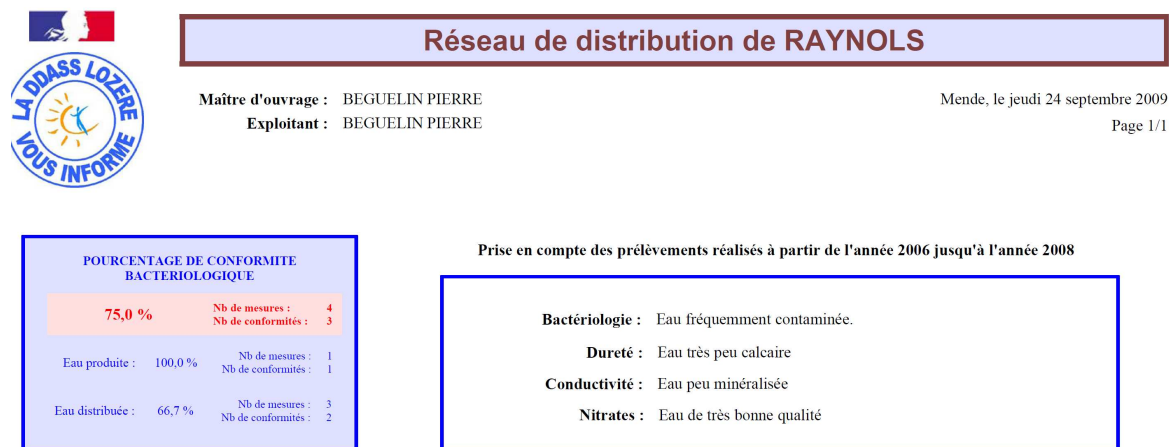 LA DDASS LOZERE
VOUS INFORME
Réseau de distribution de RAYNOLS
Maître d'ouvrage : BEGUELIN PIERRE
Exploitant : BEGUELIN PIERRE
Mende, le jeudi 24 septembre 2009
Page 1/1
POURCENTAGE DE CONFORMITE
BACTERIOLOGIQUE
75,0 %
Nb de mesures : 4
Nb de conformités : 3
Eau produite : 100,0 %
Nb de mesures : 1
Nb de conformités : 1
Eau distribuée : 66,7 %
Nb de mesures : 3
Nb de conformités : 2
Prise en compte des prélèvements réalisés à partir de l'année 2006 jusqu'à l'année 2008
Bactériologie : Eau fréquemment contaminée.
Dureté : Eau très peu calcaire
Conductivité : Eau peu minéralisée
Nitrates : Eau de très bonne qualité